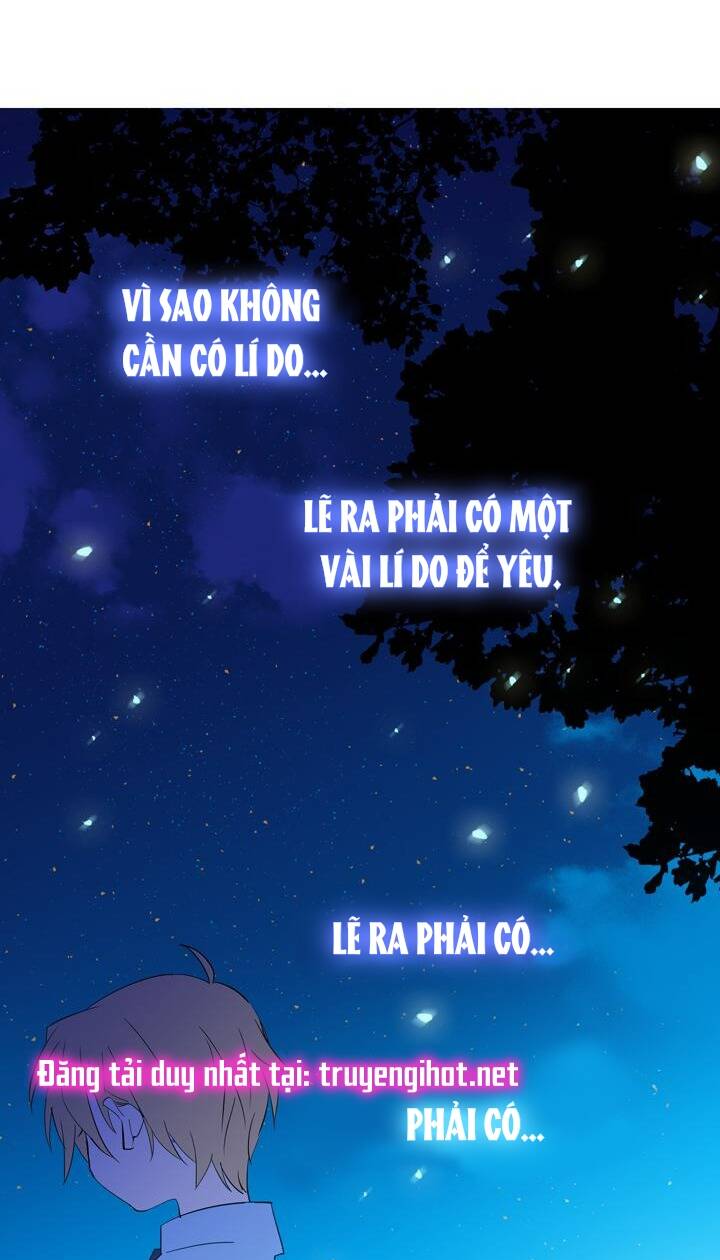 VÌ SAO KHÔNG
CẦN CÓ LÍ DO...
LẼ RA PHẢI CÓ MỘT
VÀI LÍ DO ĐỂ YÊU.
LẼ RA PHẢI CÓ...
Đăng tải duy nhất tại: truyengihot.net
PHẢI CÓ...